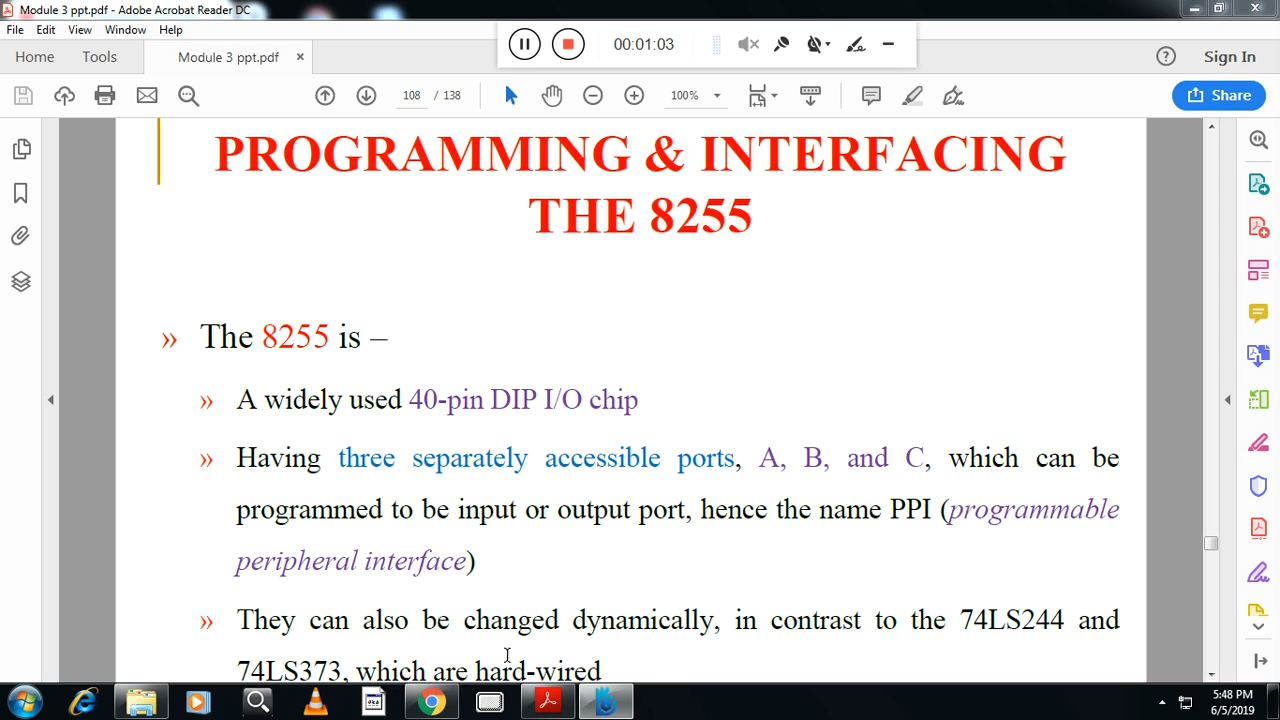 Module 3 ppt.pdf - Adobe Acrobat Reader DC
File Edit View Window Help
Home Tools Module 3 ppt.pdf × 00:01:03 Sign In
108 / 138 100% Share
PROGRAMMING & INTERFACING
THE 8255
» The 8255 is –
» A widely used 40-pin DIP I/O chip
» Having three separately accessible ports, A, B, and C, which can be
programmed to be input or output port, hence the name PPI (programmable
peripheral interface)
» They can also be changed dynamically, in contrast to the 74LS244 and
74LS373, which are hard-wired
5:48 PM
6/5/2019